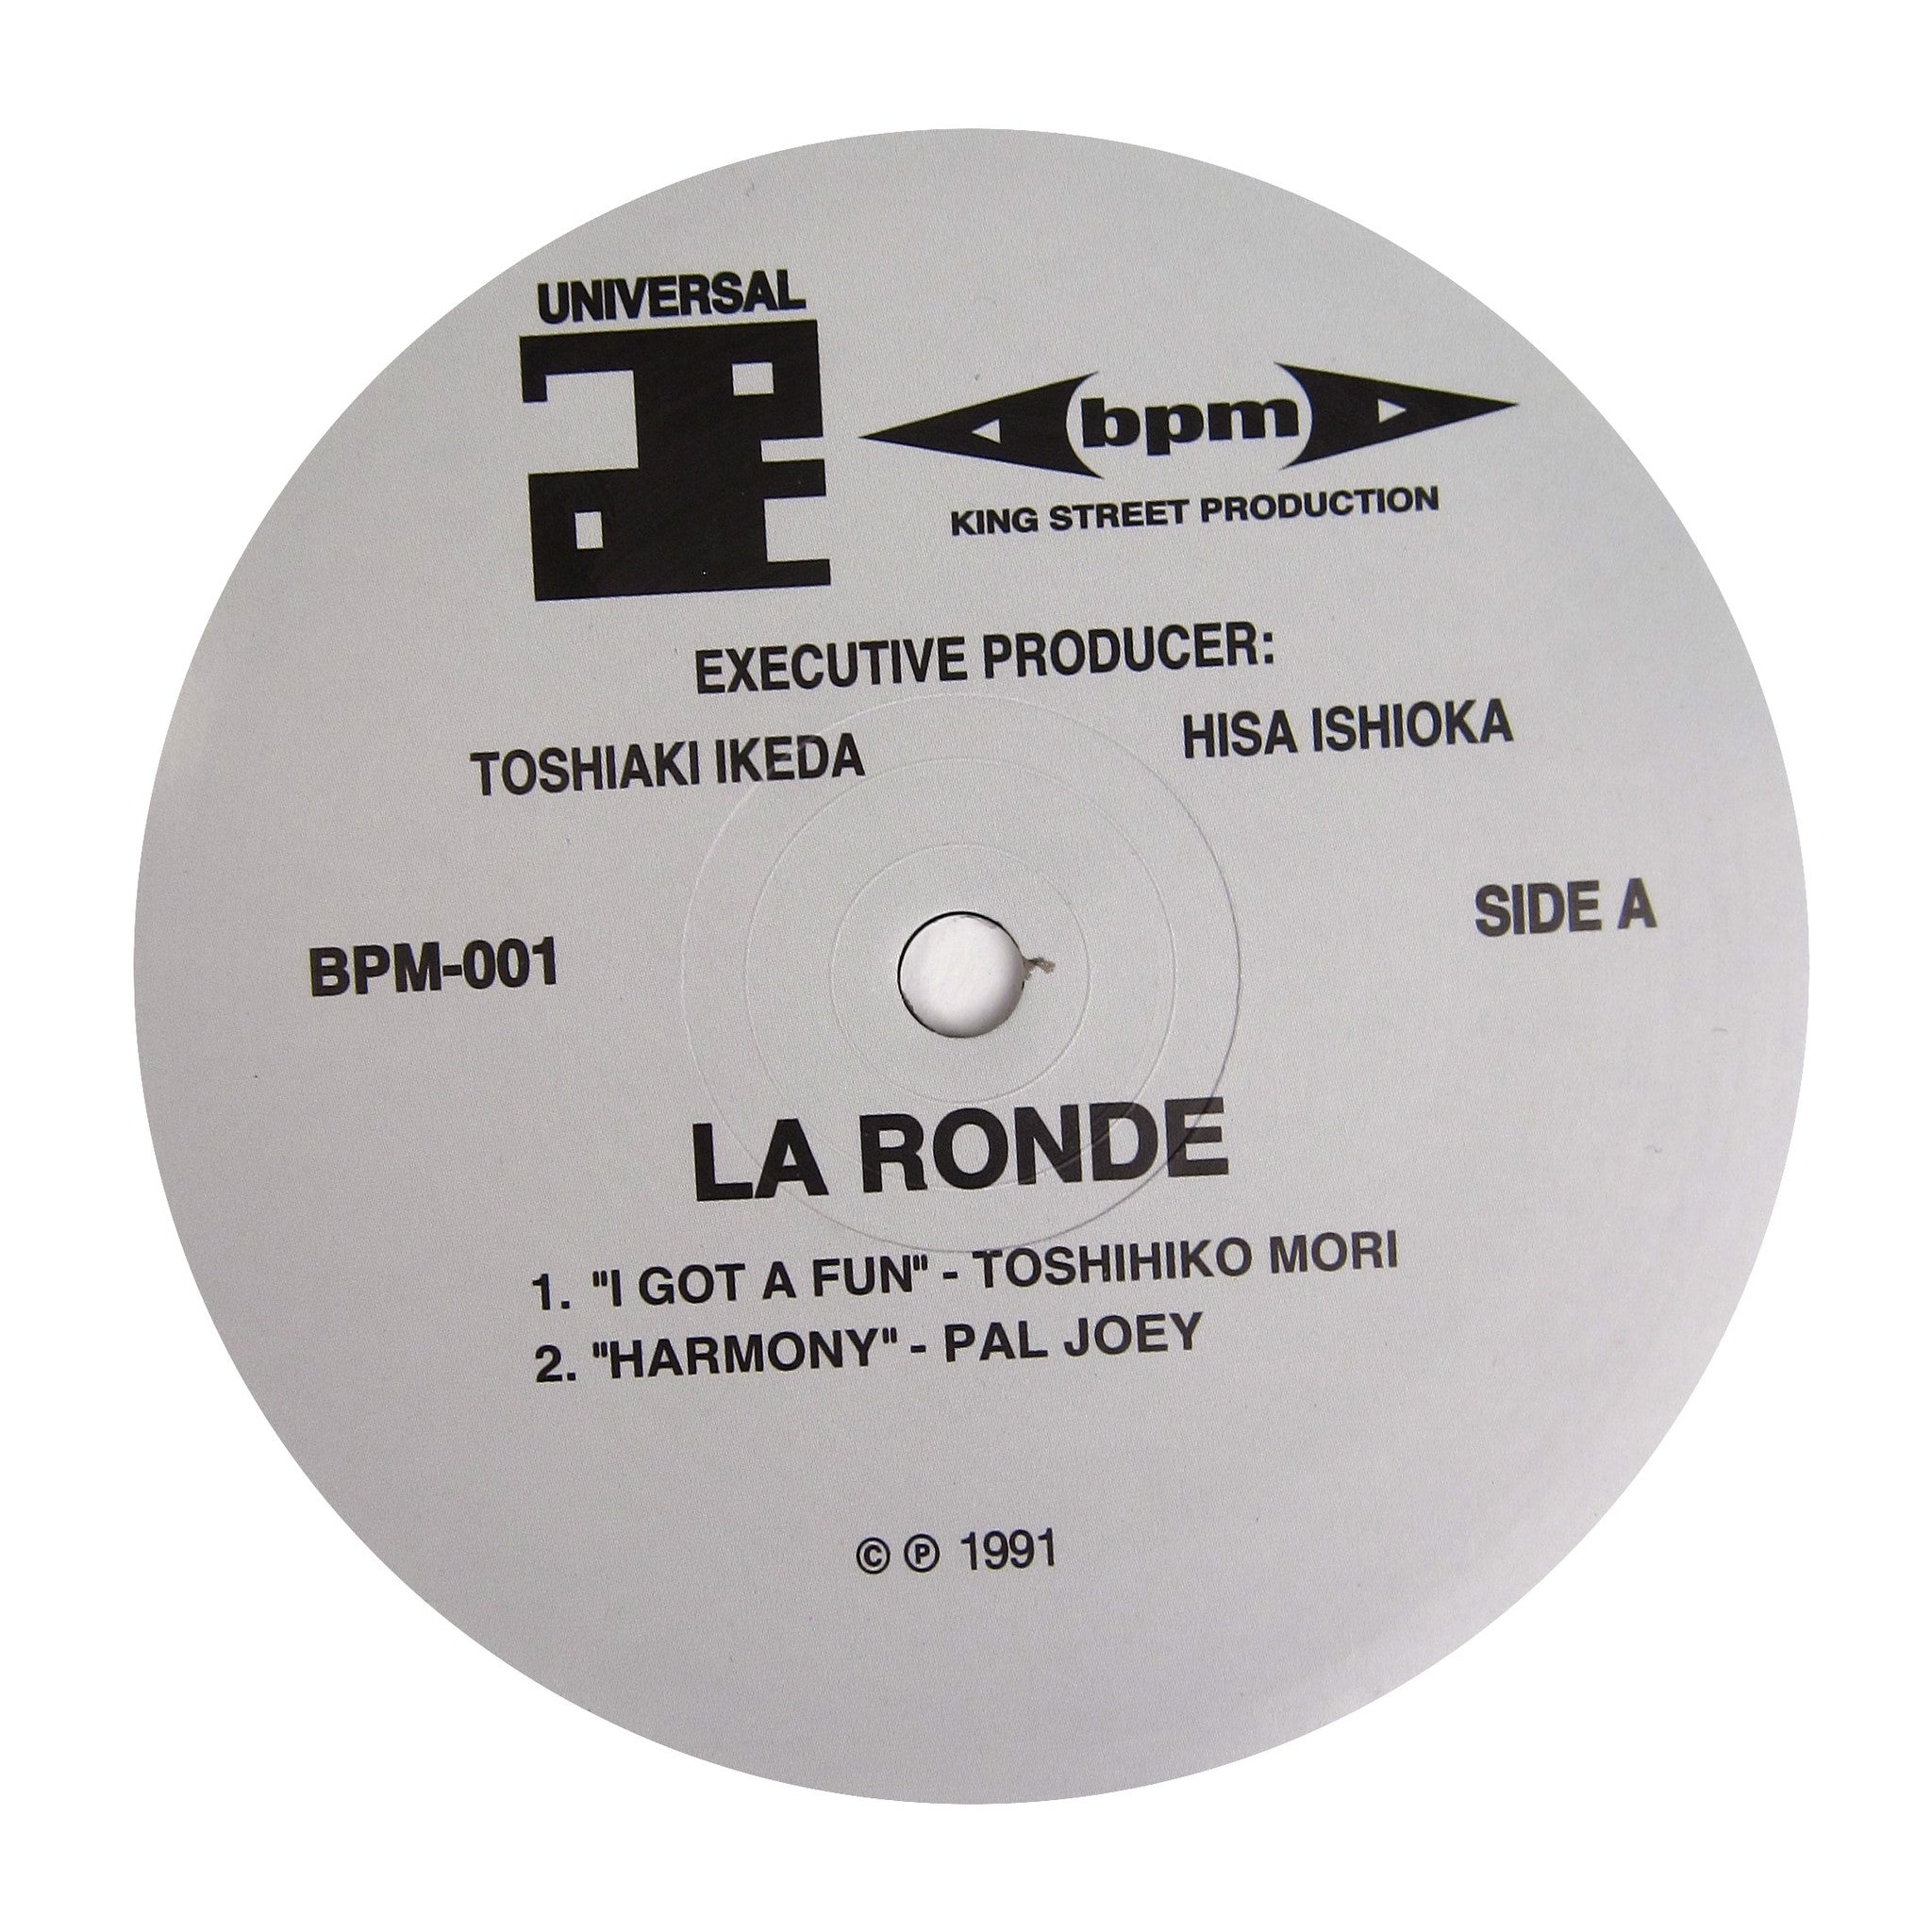 UNIVERSAL
bpm
KING STREET PRODUCTION
EXECUTIVE PRODUCER:
TOSHIAKI IKEDA HISA ISHIOKA
BPM-001 SIDE A
LA RONDE
1. "I GOT A FUN" - TOSHIHIKO MORI
2. "HARMONY" - PAL JOEY
© ℗ 1991